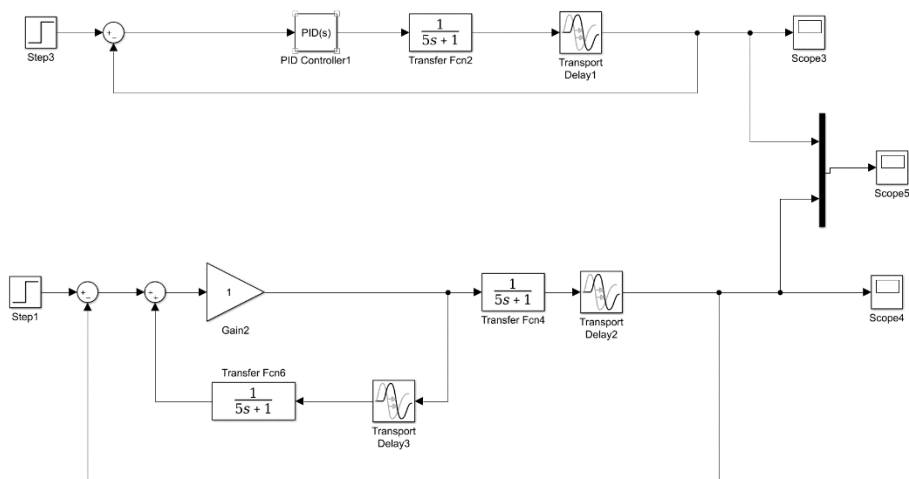 Step3
+
−
PID(s)
PID Controller1
1
5s + 1
Transfer Fcn2
Transport
Delay1
Scope3
Scope5
Step1
+
−
+
+
1
Gain2
1
5s + 1
Transfer Fcn4
Transport
Delay2
Scope4
Transfer Fcn6
1
5s + 1
Transport
Delay3